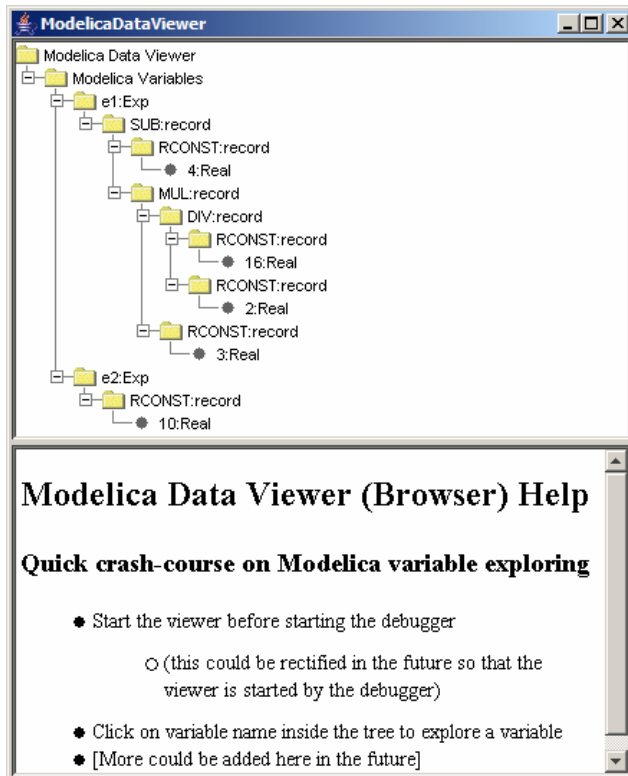 ModelicaDataViewer
Modelica Data Viewer
Modelica Variables
e1:Exp
SUB:record
RCONST:record
4:Real
MUL:record
DIV:record
RCONST:record
16:Real
RCONST:record
2:Real
RCONST:record
3:Real
e2:Exp
RCONST:record
10:Real
Modelica Data Viewer (Browser) Help
Quick crash-course on Modelica variable exploring
Start the viewer before starting the debugger
(this could be rectified in the future so that the
viewer is started by the debugger)
Click on variable name inside the tree to explore a variable
[More could be added here in the future]